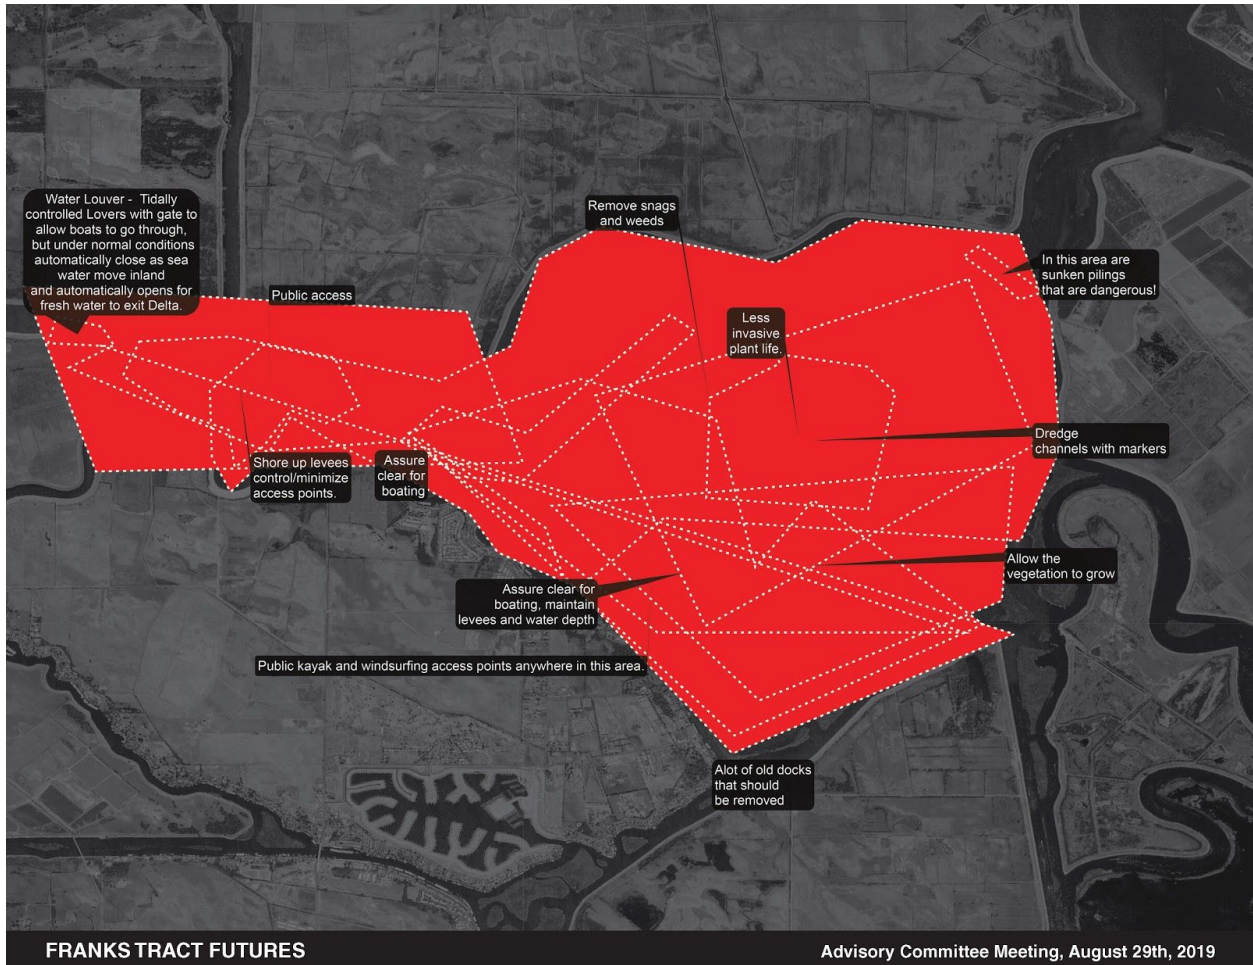 Water Louver -  Tidally
controlled Lovers with gate to
allow boats to go through,
but under normal conditions
automatically close as sea
water move inland
and automatically opens for
fresh water to exit Delta.
Public access
Remove snags
and weeds
In this area are
sunken pilings
that are dangerous!
Less
invasive
plant life.
Dredge
channels with markers
Shore up levees
control/minimize
access points.
Assure
clear for
boating
Allow the
vegetation to grow
Assure clear for
boating, maintain
levees and water depth
Public kayak and windsurfing access points anywhere in this area.
Alot of old docks
that should
be removed
FRANKS TRACT FUTURES
Advisory Committee Meeting, August 29th, 2019